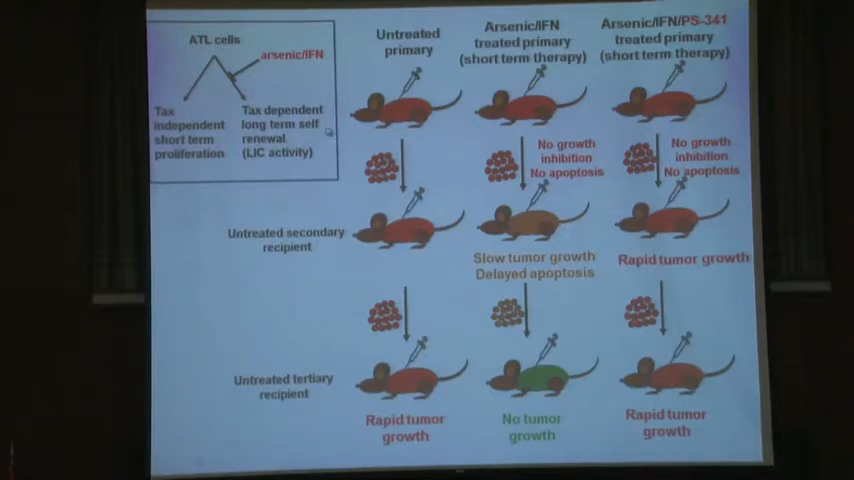 ATL cells
arsenic/IFN
Tax
independent
short term
proliferation
Tax dependent
long term self
renewal
(LIC activity)
Untreated
primary
Arsenic/IFN
treated primary
(short term therapy)
Arsenic/IFN/PS-341
treated primary
(short term therapy)
No growth
inhibition
No apoptosis
No growth
inhibition
No apoptosis
Untreated secondary
recipient
Slow tumor growth
Delayed apoptosis
Rapid tumor growth
Untreated tertiary
recipient
Rapid tumor
growth
No tumor
growth
Rapid tumor
growth